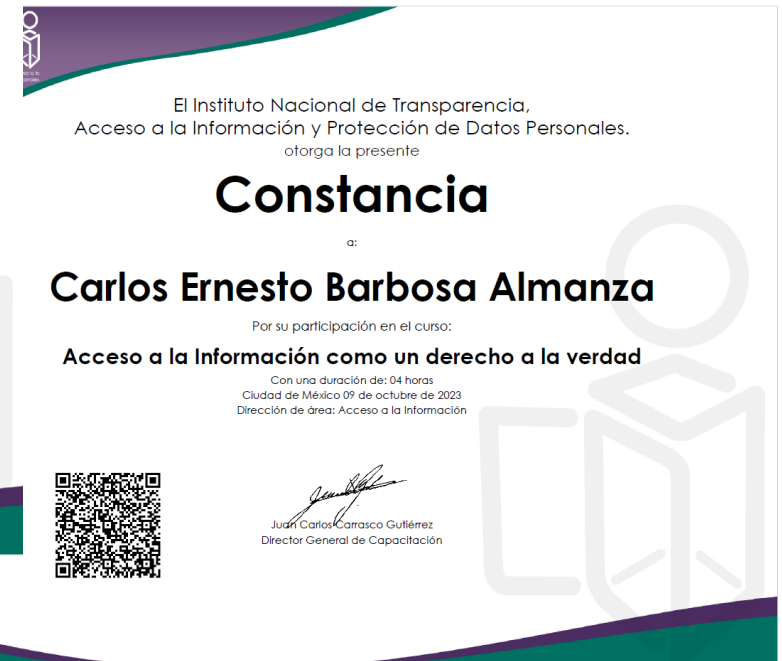 El Instituto Nacional de Transparencia,
Acceso a la Información y Protección de Datos Personales.
otorga la presente
Constancia
a:
Carlos Ernesto Barbosa Almanza
Por su participación en el curso:
Acceso a la Información como un derecho a la verdad
Con una duración de: 04 horas
Ciudad de México 09 de octubre de 2023
Dirección de área: Acceso a la Información
Juan Carlos Carrasco Gutiérrez
Director General de Capacitación